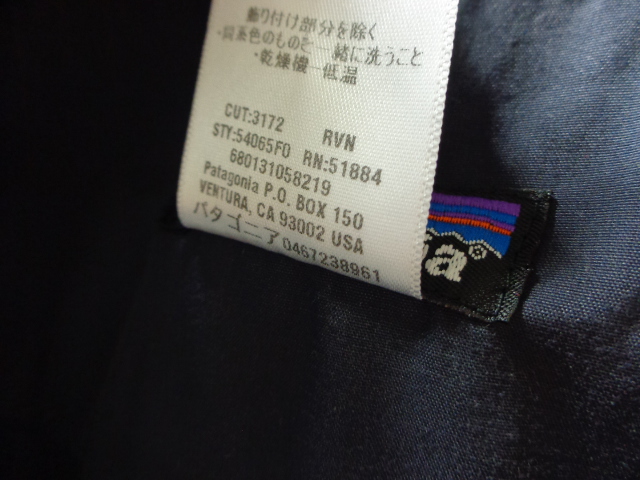 飾り付け部分を除く
・同系色のものと一緒に洗うこと
・乾燥機―低温
CUT:3172 RVN
STY:54065F0 RN:51884
680131058219
Patagonia P.O. BOX 150
VENTURA, CA 93002 USA
パタゴニア 0467238961
a®